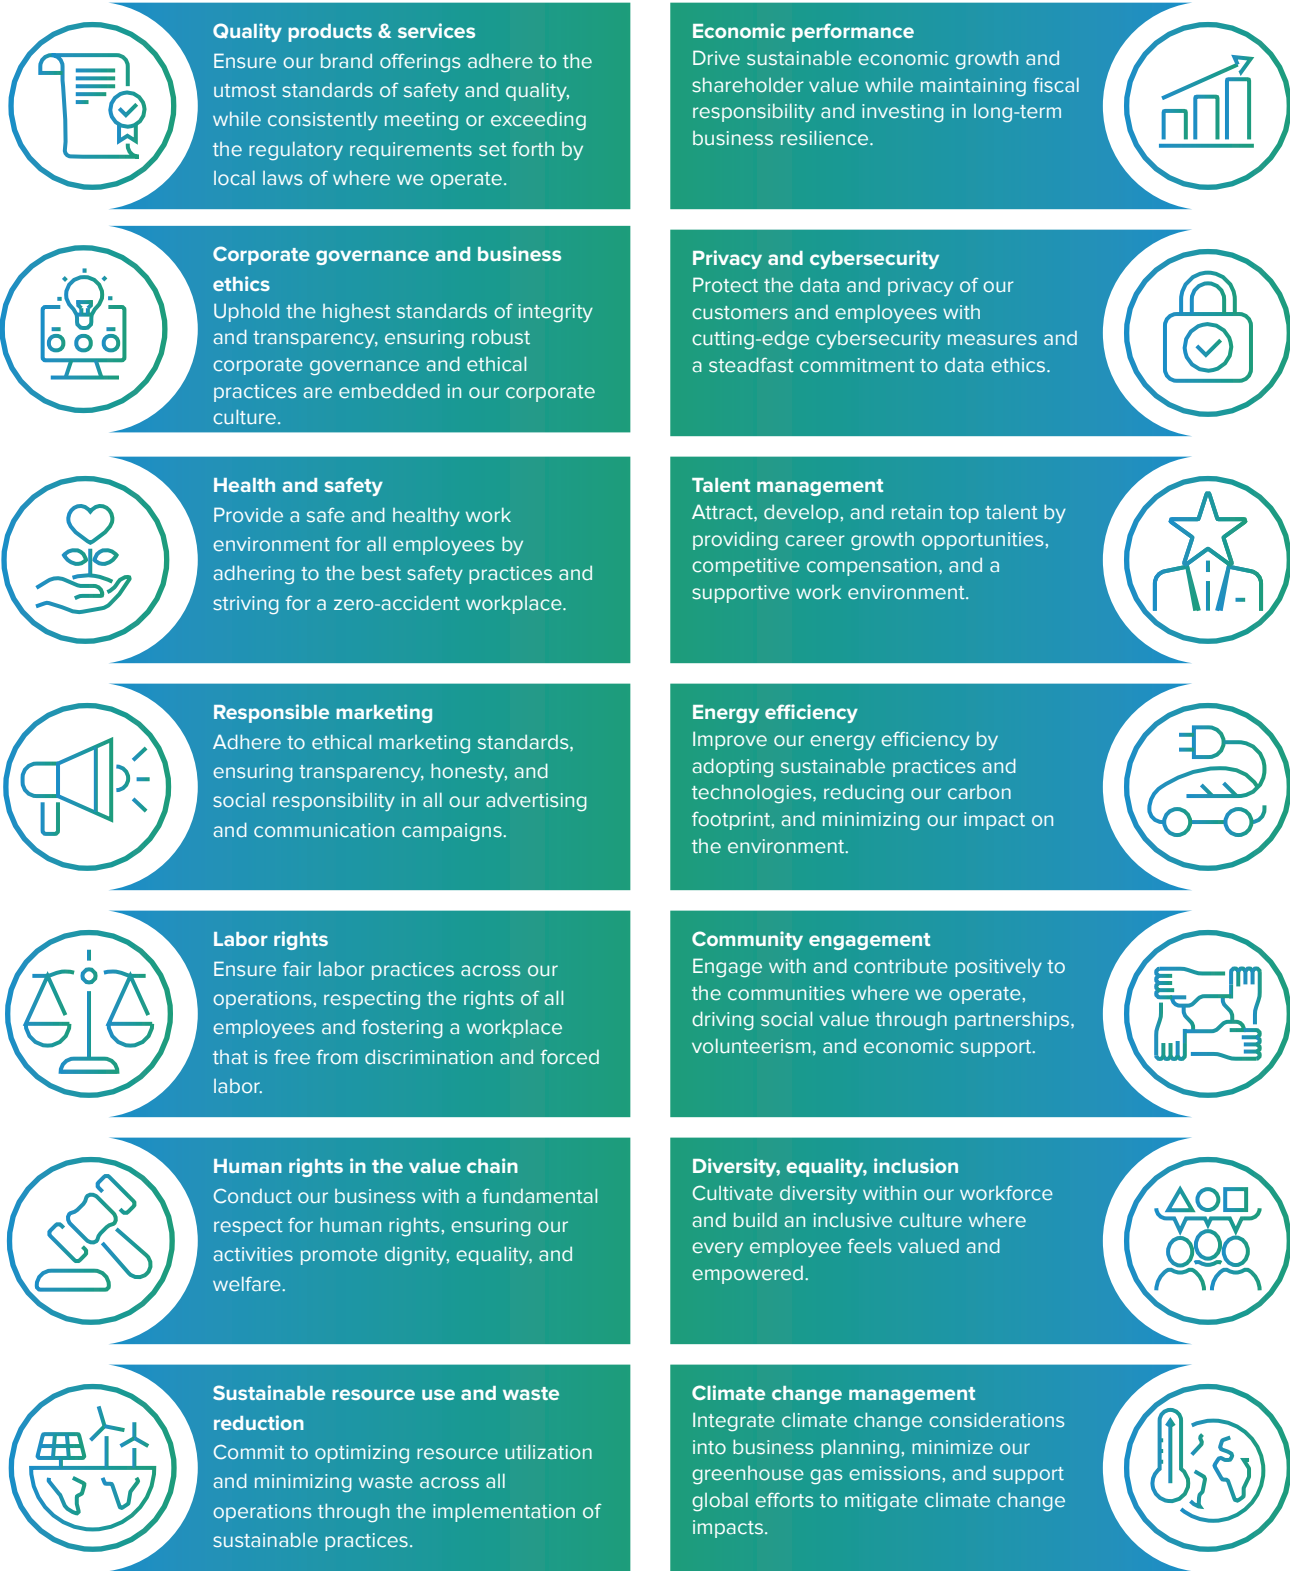 Quality products & services
Ensure our brand offerings adhere to the
utmost standards of safety and quality,
while consistently meeting or exceeding
the regulatory requirements set forth by
local laws of where we operate.
Economic performance
Drive sustainable economic growth and
shareholder value while maintaining fiscal
responsibility and investing in long-term
business resilience.
Corporate governance and business
ethics
Uphold the highest standards of integrity
and transparency, ensuring robust
corporate governance and ethical
practices are embedded in our corporate
culture.
Privacy and cybersecurity
Protect the data and privacy of our
customers and employees with
cutting-edge cybersecurity measures and
a steadfast commitment to data ethics.
Health and safety
Provide a safe and healthy work
environment for all employees by
adhering to the best safety practices and
striving for a zero-accident workplace.
Talent management
Attract, develop, and retain top talent by
providing career growth opportunities,
competitive compensation, and a
supportive work environment.
Responsible marketing
Adhere to ethical marketing standards,
ensuring transparency, honesty, and
social responsibility in all our advertising
and communication campaigns.
Energy efficiency
Improve our energy efficiency by
adopting sustainable practices and
technologies, reducing our carbon
footprint, and minimizing our impact on
the environment.
Labor rights
Ensure fair labor practices across our
operations, respecting the rights of all
employees and fostering a workplace
that is free from discrimination and forced
labor.
Community engagement
Engage with and contribute positively to
the communities where we operate,
driving social value through partnerships,
volunteerism, and economic support.
Human rights in the value chain
Conduct our business with a fundamental
respect for human rights, ensuring our
activities promote dignity, equality, and
welfare.
Diversity, equality, inclusion
Cultivate diversity within our workforce
and build an inclusive culture where
every employee feels valued and
empowered.
Sustainable resource use and waste
reduction
Commit to optimizing resource utilization
and minimizing waste across all
operations through the implementation of
sustainable practices.
Climate change management
Integrate climate change considerations
into business planning, minimize our
greenhouse gas emissions, and support
global efforts to mitigate climate change
impacts.